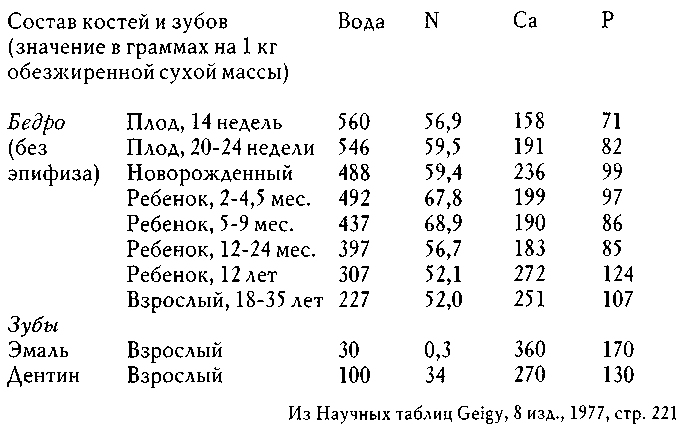 Состав костей и зубов Вода N Ca P
(значение в граммах на 1 кг
обезжиренной сухой массы)
Бедро Плод, 14 недель 560 56,9 158 71
(без Плод, 20-24 недели 546 59,5 191 82
эпифиза) Новорожденный 488 59,4 236 99
Ребенок, 2-4,5 мес. 492 67,8 199 97
Ребенок, 5-9 мес. 437 68,9 190 86
Ребенок, 12-24 мес. 397 56,7 183 85
Ребенок, 12 лет 307 52,1 272 124
Взрослый, 18-35 лет 227 52,0 251 107
Зубы
Эмаль Взрослый 30 0,3 360 170
Дентин Взрослый 100 34 270 130
Из Научных таблиц Geigy, 8 изд., 1977, стр. 221